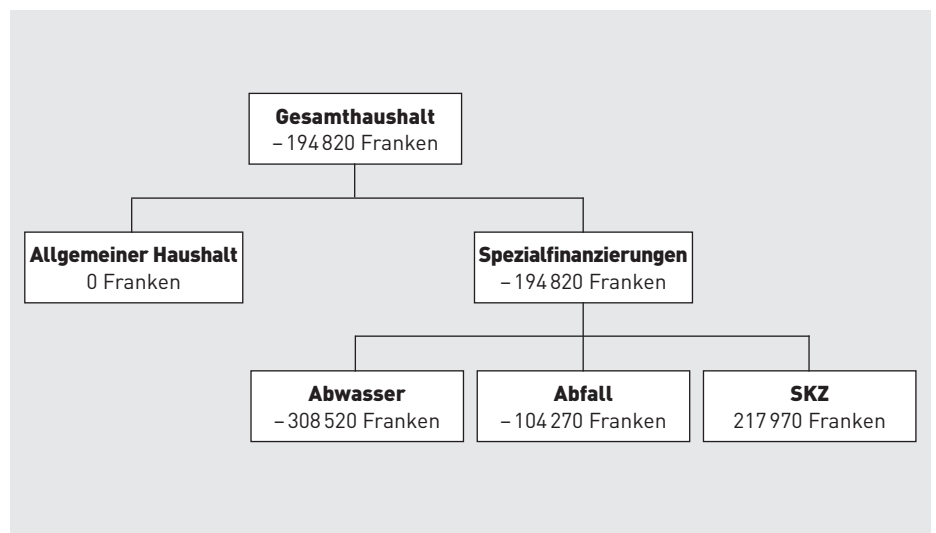 Gesamthaushalt
– 194 820 Franken
Allgemeiner Haushalt
0 Franken
Spezialfinanzierungen
– 194 820 Franken
Abwasser
– 308 520 Franken
Abfall
– 104 270 Franken
SKZ
217 970 Franken